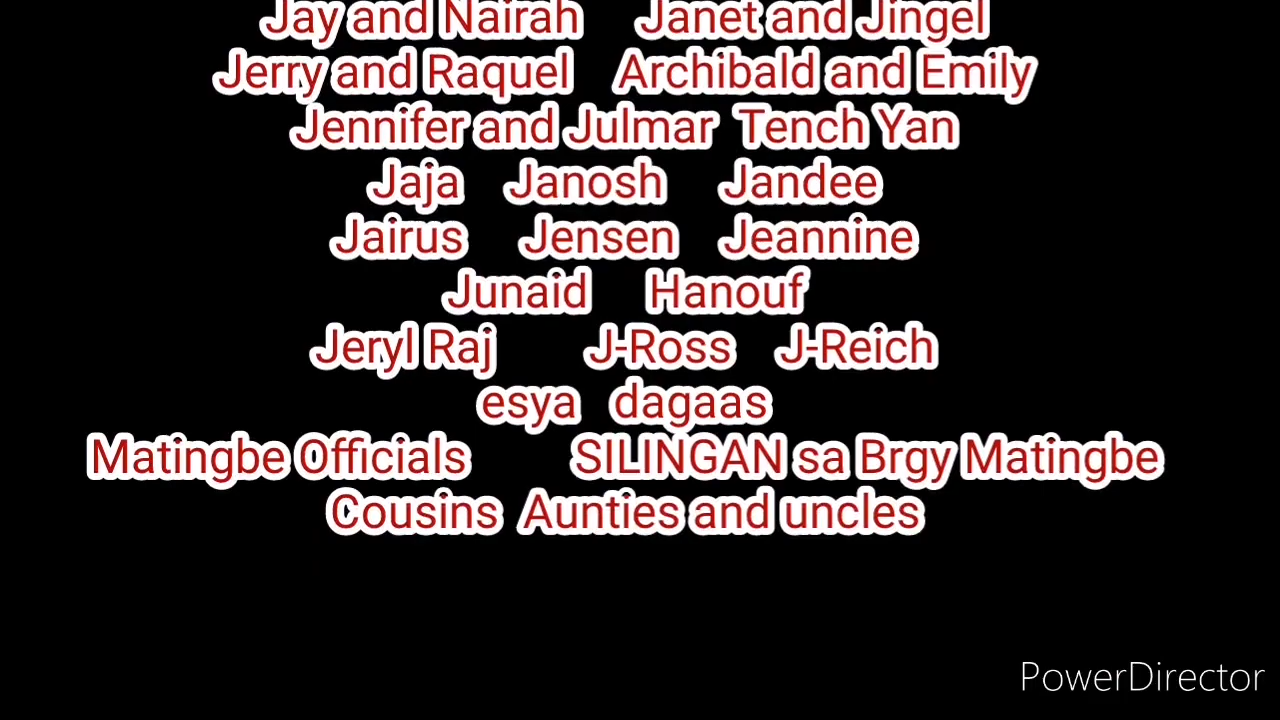 Jay and Nairah Janet and Jingel
Jerry and Raquel Archibald and Emily
Jennifer and Julmar Tench Yan
Jaja Janosh Jandee
Jairus Jensen Jeannine
Junaid Hanouf
Jeryl Raj J-Ross J-Reich
esya dagaas
Matingbe Officials SILINGAN sa Brgy Matingbe
Cousins Aunties and uncles
PowerDirector